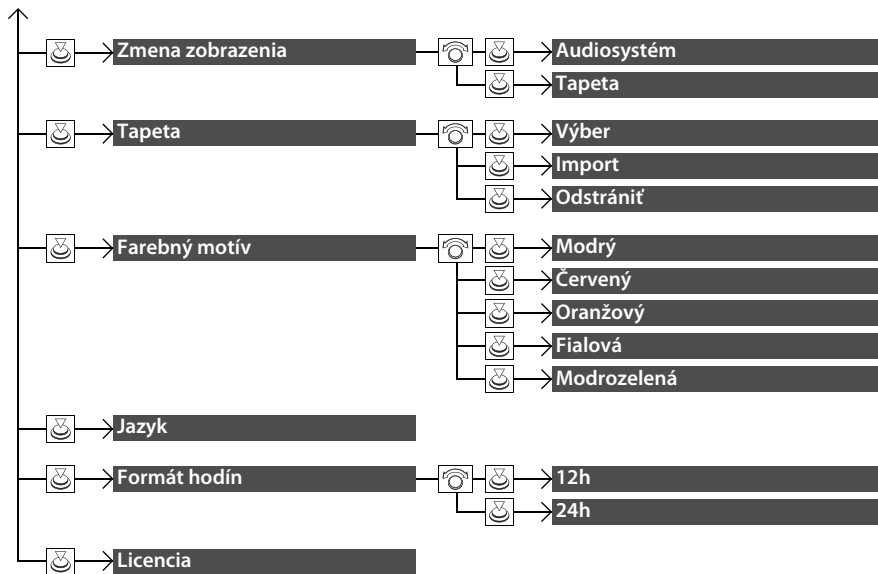 Zmena zobrazenia
Audiosystém
Tapeta
Tapeta
Výber
Import
Odstrániť
Farebný motív
Modrý
Červený
Oranžový
Fialová
Modrozelená
Jazyk
Formát hodín
12h
24h
Licencia